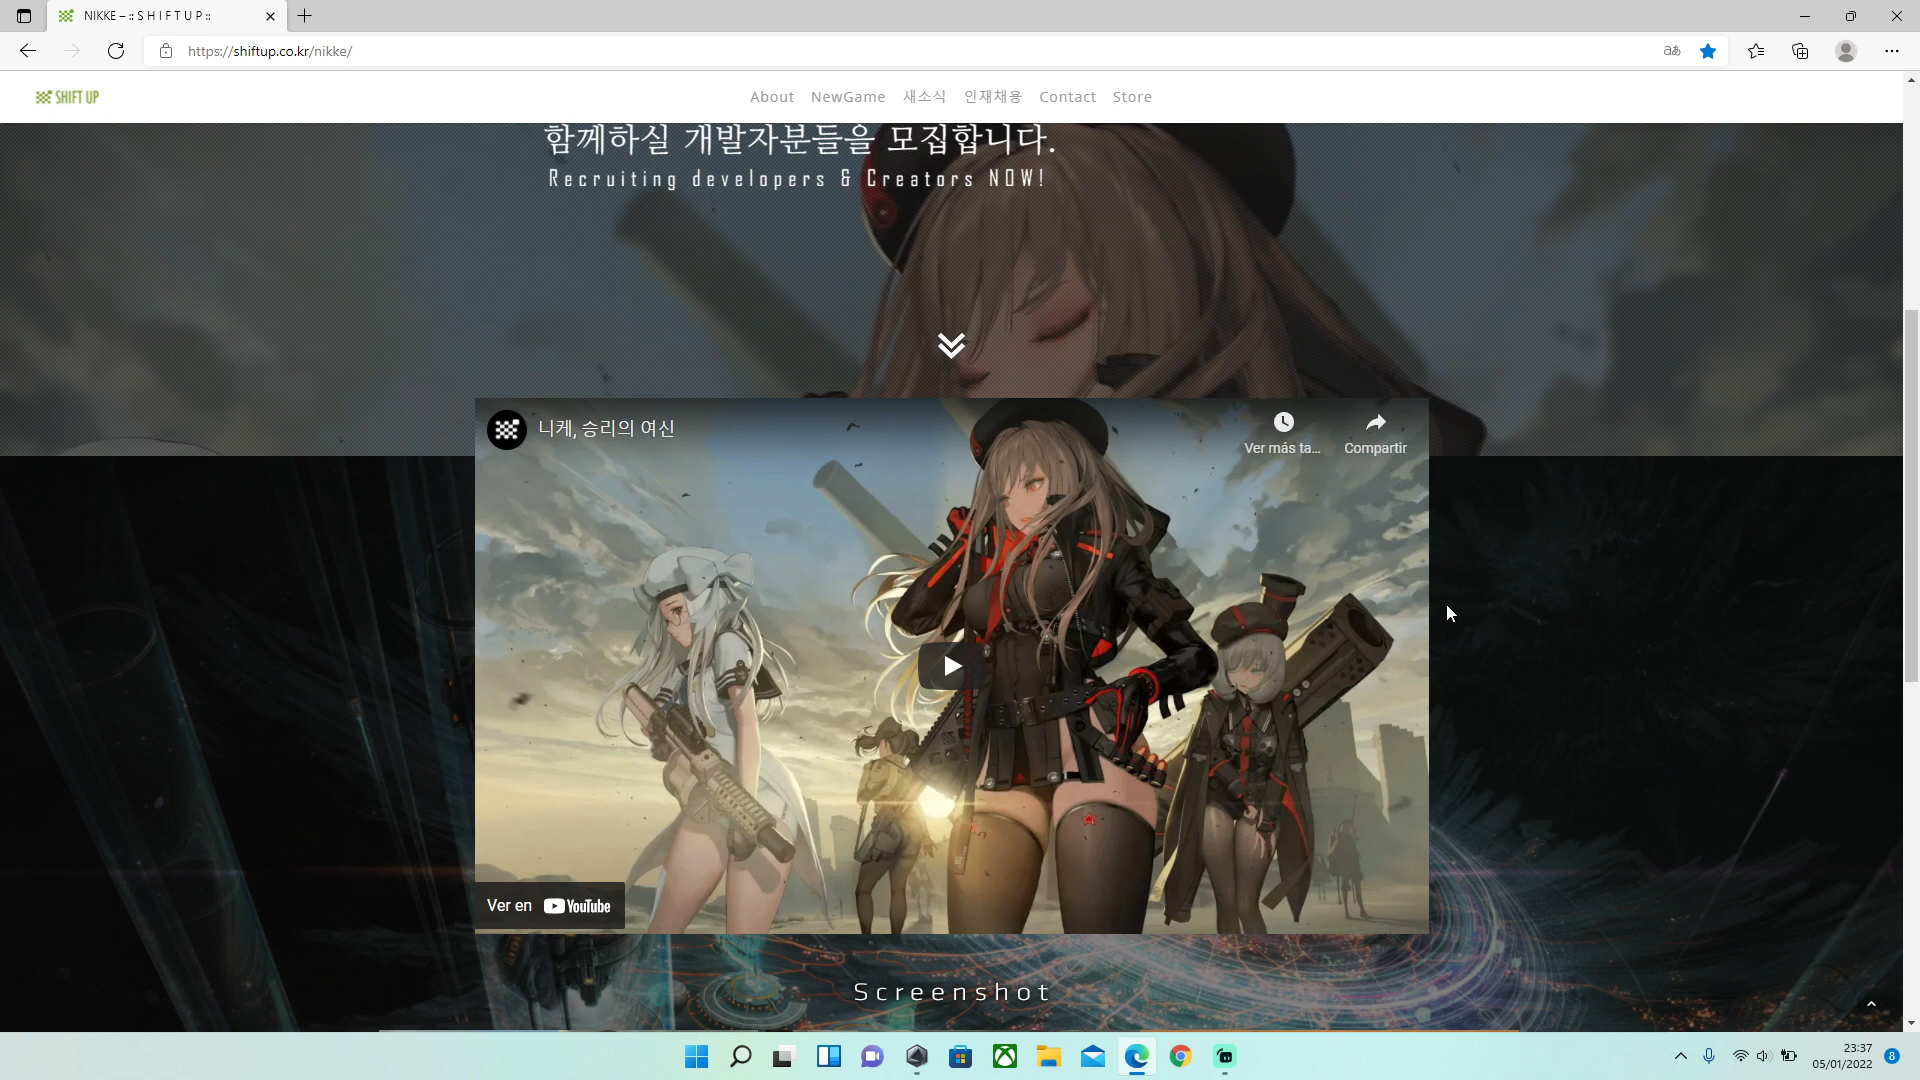 NIKKE – :: S H I F T U P ::
https://shiftup.co.kr/nikke/
SHIFT UP
About NewGame 새소식 인재채용 Contact Store
함께하실 개발자분들을 모집합니다.
Recruiting developers & Creators NOW!
니케, 승리의 여신
Ver más ta...
Compartir
Ver en YouTube
Screenshot
23:37
05/01/2022
8